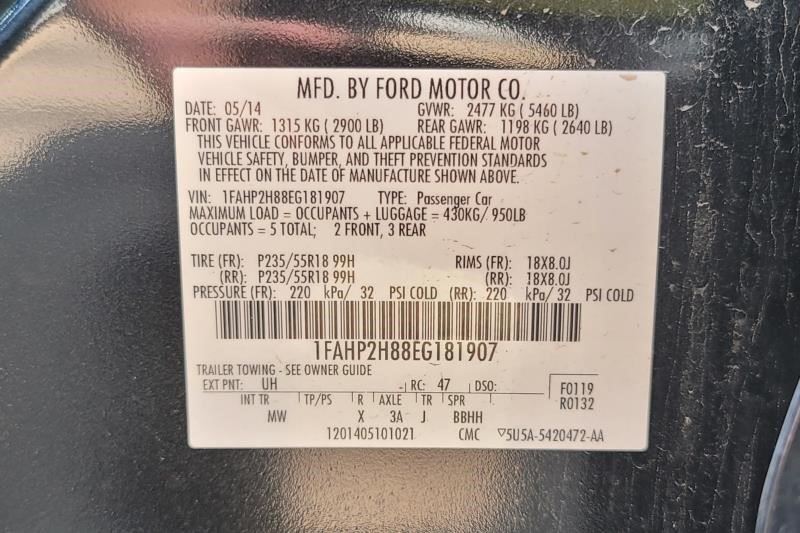 MFD. BY FORD MOTOR CO.
DATE: 05/14 GVWR: 2477 KG ( 5460 LB)
FRONT GAWR: 1315 KG ( 2900 LB) REAR GAWR: 1198 KG ( 2640 LB)
THIS VEHICLE CONFORMS TO ALL APPLICABLE FEDERAL MOTOR
VEHICLE SAFETY, BUMPER, AND THEFT PREVENTION STANDARDS
IN EFFECT ON THE DATE OF MANUFACTURE SHOWN ABOVE.
VIN: 1FAHP2H88EG181907 TYPE: Passenger Car
MAXIMUM LOAD = OCCUPANTS + LUGGAGE = 430KG/ 950LB
OCCUPANTS = 5 TOTAL; 2 FRONT, 3 REAR
TIRE (FR): P235/55R18 99H RIMS (FR): 18X8.0J
(RR): P235/55R18 99H (RR): 18X8.0J
PRESSURE (FR): 220 kPa/ 32 PSI COLD (RR): 220 kPa/ 32 PSI COLD
1FAHP2H88EG181907
TRAILER TOWING - SEE OWNER GUIDE
EXT PNT: UH RC: 47 DSO: F0119
INT TR TP/PS R AXLE TR SPR R0132
MW X 3A J BBHH
1201405101021 CMC ▽5U5A-5420472-AA